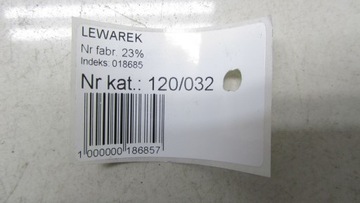 LEWAREK
Nr fabr. 23%
Indeks: 018685
Nr kat.: 120/032
1 000000 186857